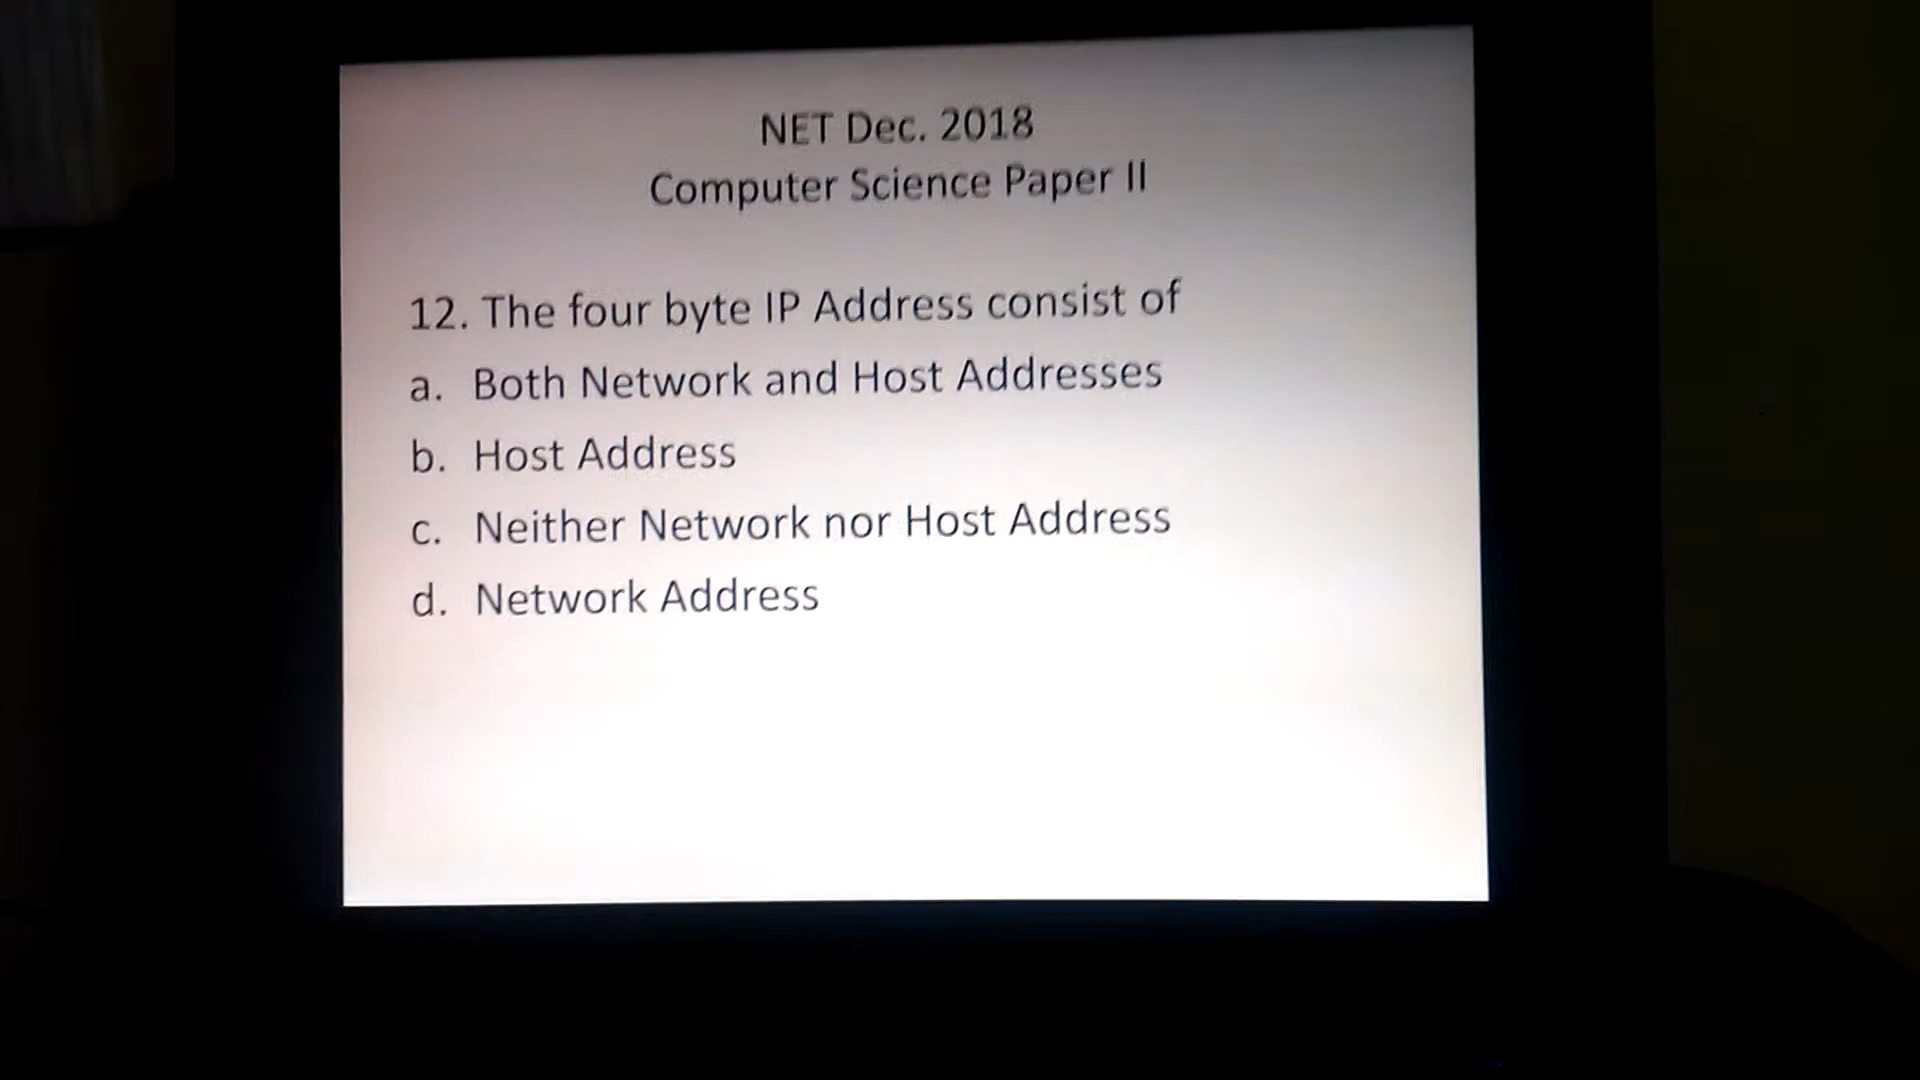 NET Dec. 2018
Computer Science Paper II
12. The four byte IP Address consist of
a. Both Network and Host Addresses
b. Host Address
c. Neither Network nor Host Address
d. Network Address